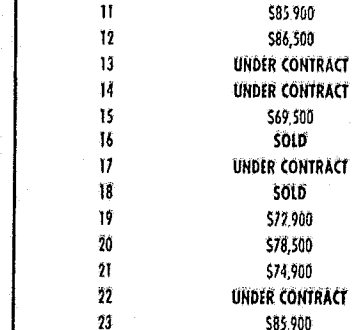 11 $85,900
12 $86,500
13 UNDER CONTRACT
14 UNDER CONTRACT
15 $69,500
16 SOLD
17 UNDER CONTRACT
18 SOLD
19 $72,900
20 $78,500
21 $74,900
22 UNDER CONTRACT
23 $85,900